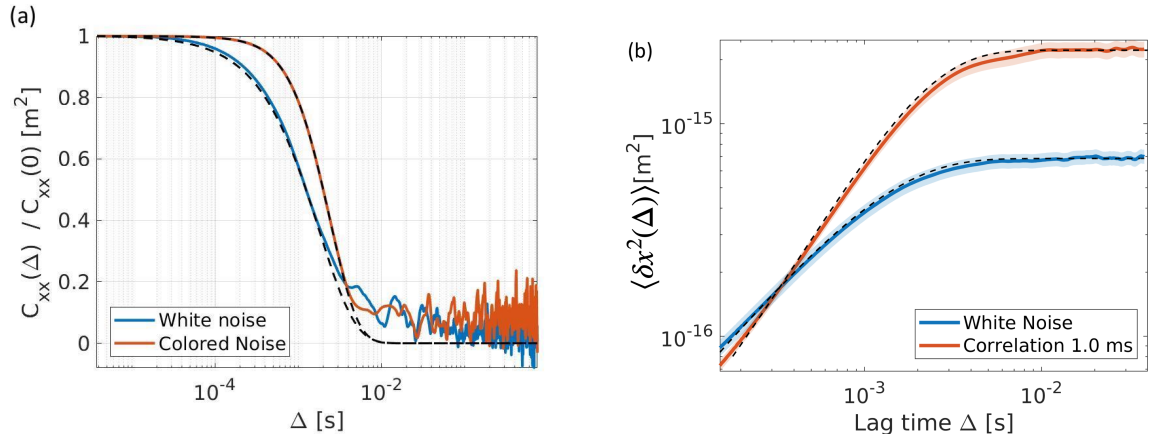 (a)
1
0.8
0.6
0.4
0.2
0
C_xx(Δ) / C_xx(0) [m²]
White noise
Colored Noise
10⁻⁴
10⁻²
Δ [s]
(b)
10⁻¹⁵
10⁻¹⁶
⟨δx²(Δ)⟩[m²]
White Noise
Correlation 1.0 ms
10⁻³
10⁻²
Lag time Δ [s]